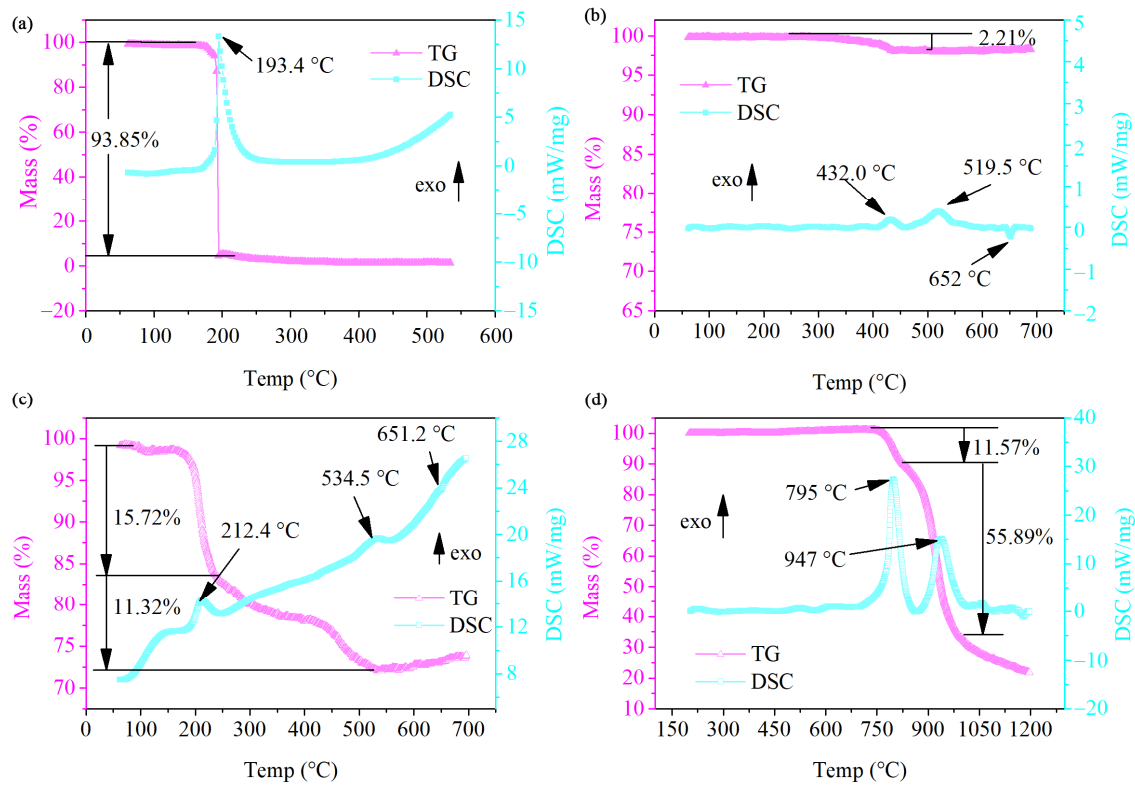 (a)
100
80
60
40
20
0
−20
Mass (%)
93.85%
193.4 °C
TG
DSC
exo
15
10
5
0
−5
−10
−15
DSC (mW/mg)
0 100 200 300 400 500 600
Temp (°C)
(b)
100
95
90
85
80
75
70
65
Mass (%)
2.21%
TG
DSC
exo
432.0 °C
519.5 °C
652 °C
5
4
3
2
1
0
−1
−2
DSC (mW/mg)
0 100 200 300 400 500 600 700
Temp (°C)
(c)
100
95
90
85
80
75
70
Mass (%)
15.72%
11.32%
212.4 °C
534.5 °C
651.2 °C
exo
TG
DSC
28
24
20
16
12
8
DSC (mW/mg)
0 100 200 300 400 500 600 700
Temp (°C)
(d)
100
90
80
70
60
50
40
30
20
10
Mass (%)
11.57%
55.89%
795 °C
947 °C
exo
TG
DSC
40
30
20
10
0
−10
−20
DSC (mW/mg)
150 300 450 600 750 900 1050 1200
Temp (°C)